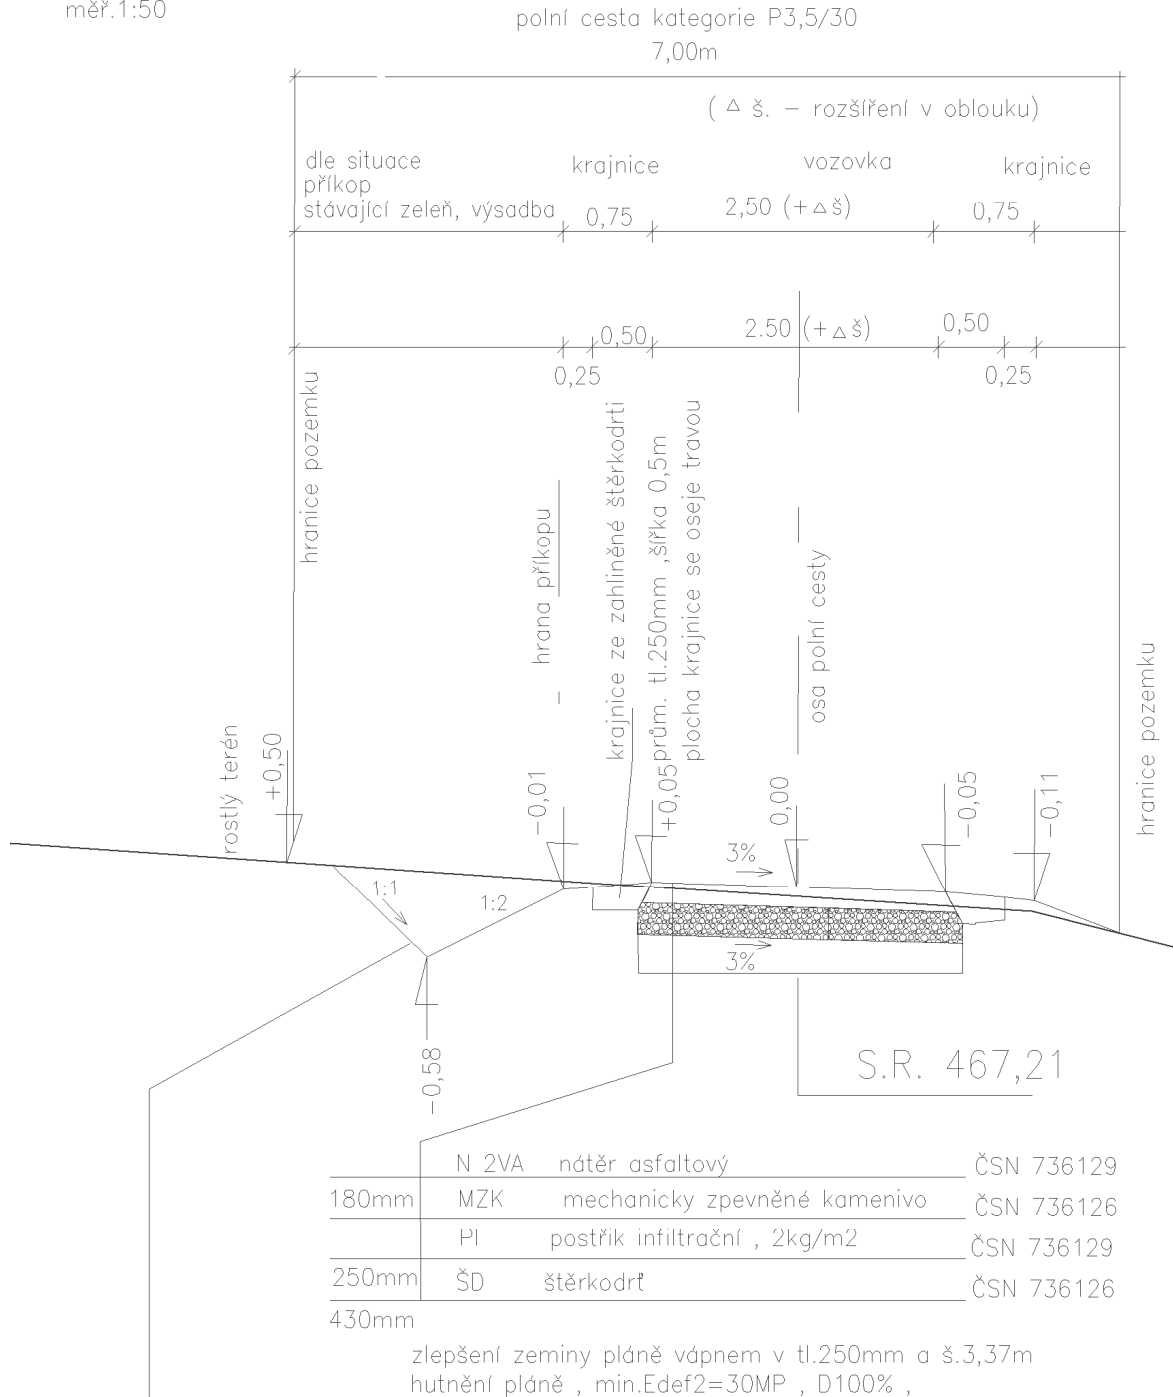 měř.1:50
polní cesta kategorie P3,5/30
7,00m
( Δ š. – rozšíření v oblouku)
dle situace
příkop
stávající zeleň, výsadba
krajnice
vozovka
krajnice
0,75
2,50 (+Δš)
0,75
0,50
2.50 (+Δš)
0,50
0,25
0,25
hranice pozemku
hrana příkopu
krajnice ze zahliněné štěrkodrti
prům. tl.250mm ,šířka 0,5m
plocha krajnice se oseje travou
osa polní cesty
hranice pozemku
rostlý terén
+0,50
-0,01
+0,05
0,00
-0,05
-0,11
3%
1:1
1:2
3%
-0,58
S.R. 467,21
N 2VA nátěr asfaltový ČSN 736129
180mm MZK mechanicky zpevněné kamenivo ČSN 736126
PI postřik infiltrační , 2kg/m2 ČSN 736129
250mm ŠD štěrkodrť ČSN 736126
430mm
zlepšení zeminy pláně vápnem v tl.250mm a š.3,37m
hutnění pláně , min.Edef2=30MP , D100% ,